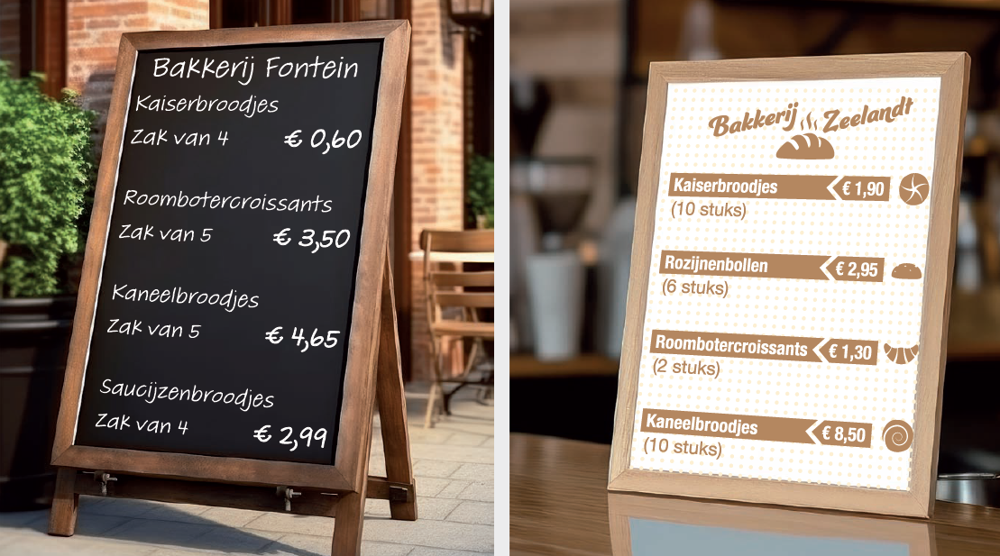 Bakkerij Fontein
Kaiserbroodjes
Zak van 4 € 0,60
Roombotercroissants
Zak van 5 € 3,50
Kaneelbroodjes
Zak van 5 € 4,65
Saucijzenbroodjes
Zak van 4 € 2,99
Bakkerij Zeelandt
Kaiserbroodjes € 1,90
(10 stuks)
Rozijnenbollen € 2,95
(6 stuks)
Roombotercroissants € 1,30
(2 stuks)
Kaneelbroodjes € 8,50
(10 stuks)